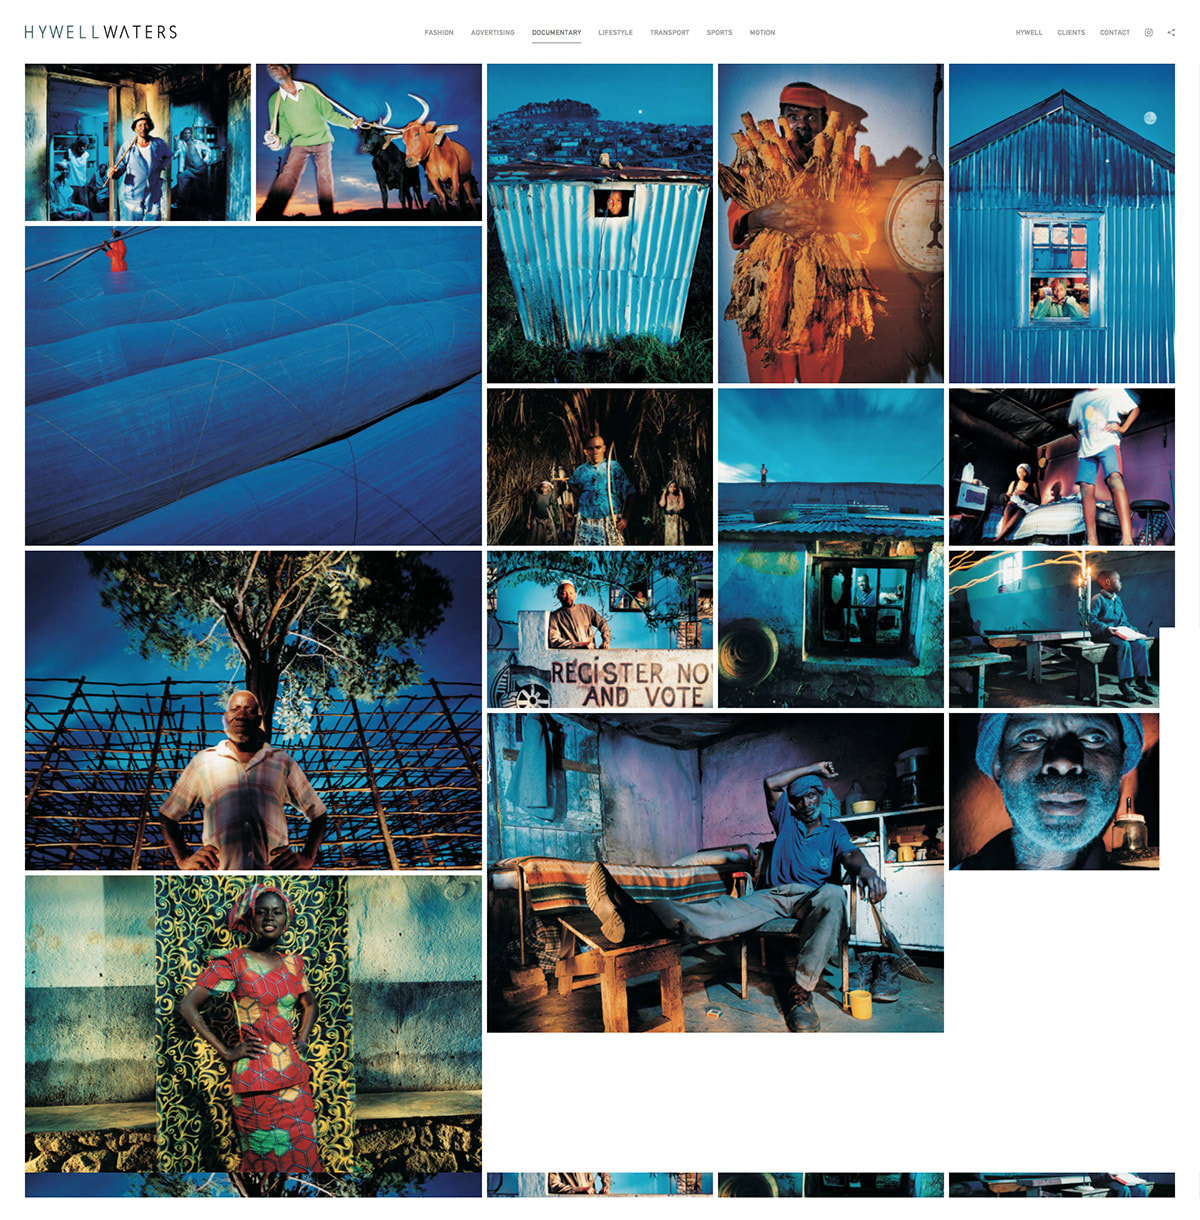 HYWELLWATERS
FASHION ADVERTISING DOCUMENTARY LIFESTYLE TRANSPORT SPORTS MOTION
HYWELL CLIENTS CONTACT
REGISTER NO
AND VOTE